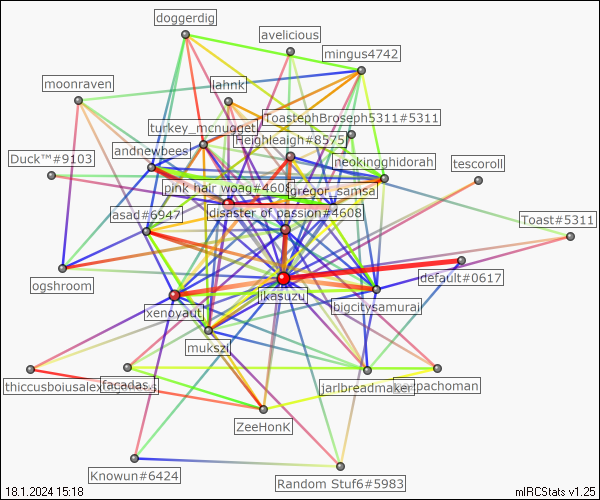 doggerdig
avelicious
mingus4742
moonraven
lahnk
ToastephBroseph5311#5311
turkey_mcnugget
Heighleaigh#8575
andrewbees
neokingghidorah
Duck™#9103
tescoroll
pink hair woag#4608
gregor_samsa
asad#6947
disaster of passion#4608
Toast#5311
default#0617
ogshroom
ikasuzu
bigcitysamurai
xenoyaut
mukszi
thiccusboiusalex
facadas.
jarlbreadmaker
pachoman
ZeeHonK
Knowun#6424
Random Stuf6#5983
18.1.2024 15:18
mIRCStats v1.25